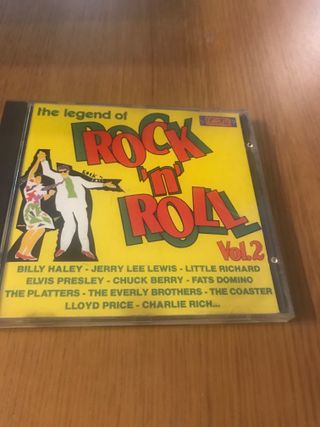 the legend of
ROCK
'n'
ROLL
Vol.2
BILLY HALEY - JERRY LEE LEWIS - LITTLE RICHARD
ELVIS PRESLEY - CHUCK BERRY - FATS DOMINO
THE PLATTERS - THE EVERLY BROTHERS - THE COASTER
LLOYD PRICE - CHARLIE RICH...